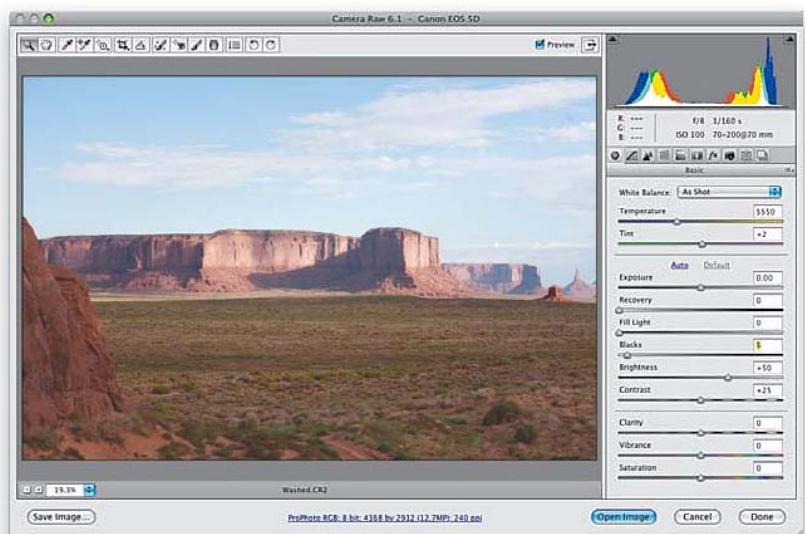 Camera Raw 6.1 - Canon EOS 5D
Preview
R: ---
G: ---
B: ---
f/8 1/160 s
ISO 100 70-200@70 mm
Basic
White Balance: As Shot
Temperature 5550
Tint +2
Auto Default
Exposure 0.00
Recovery 0
Fill Light 0
Blacks 5
Brightness +50
Contrast +25
Clarity 0
Vibrance 0
Saturation 0
19.3% Washed.CR2
Save Image... ProPhoto RGB; 8 bit; 4368 by 2912 (12.7MP); 240 ppi Open Image Cancel Done